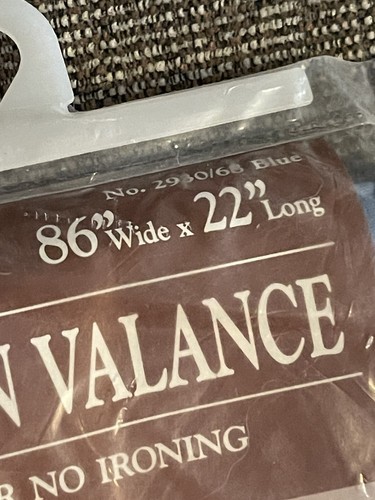 No. 2930/68 Blue
86” Wide x 22” Long
N VALANCE
R NO IRONING